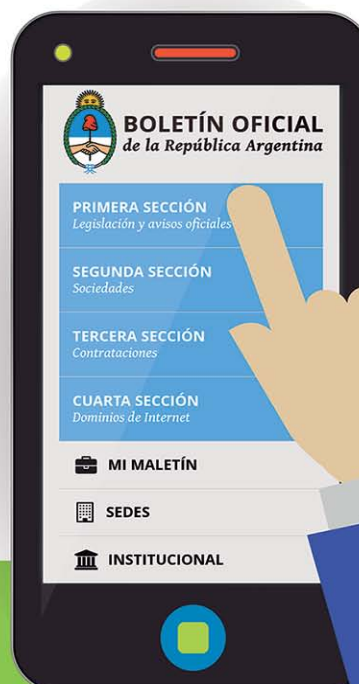 BOLETÍN OFICIAL
de la República Argentina
PRIMERA SECCIÓN
Legislación y avisos oficiales
SEGUNDA SECCIÓN
Sociedades
TERCERA SECCIÓN
Contrataciones
CUARTA SECCIÓN
Dominios de Internet
MI MALETÍN
SEDES
INSTITUCIONAL